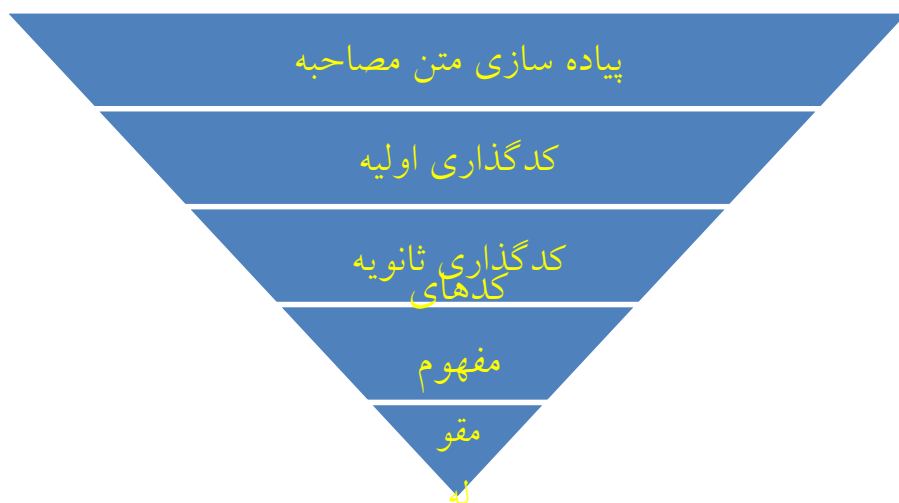 پیاده سازی متن مصاحبه
کدگذاری اولیه
کدگذاری ثانویه
کدهای
مفهوم
مقو
له